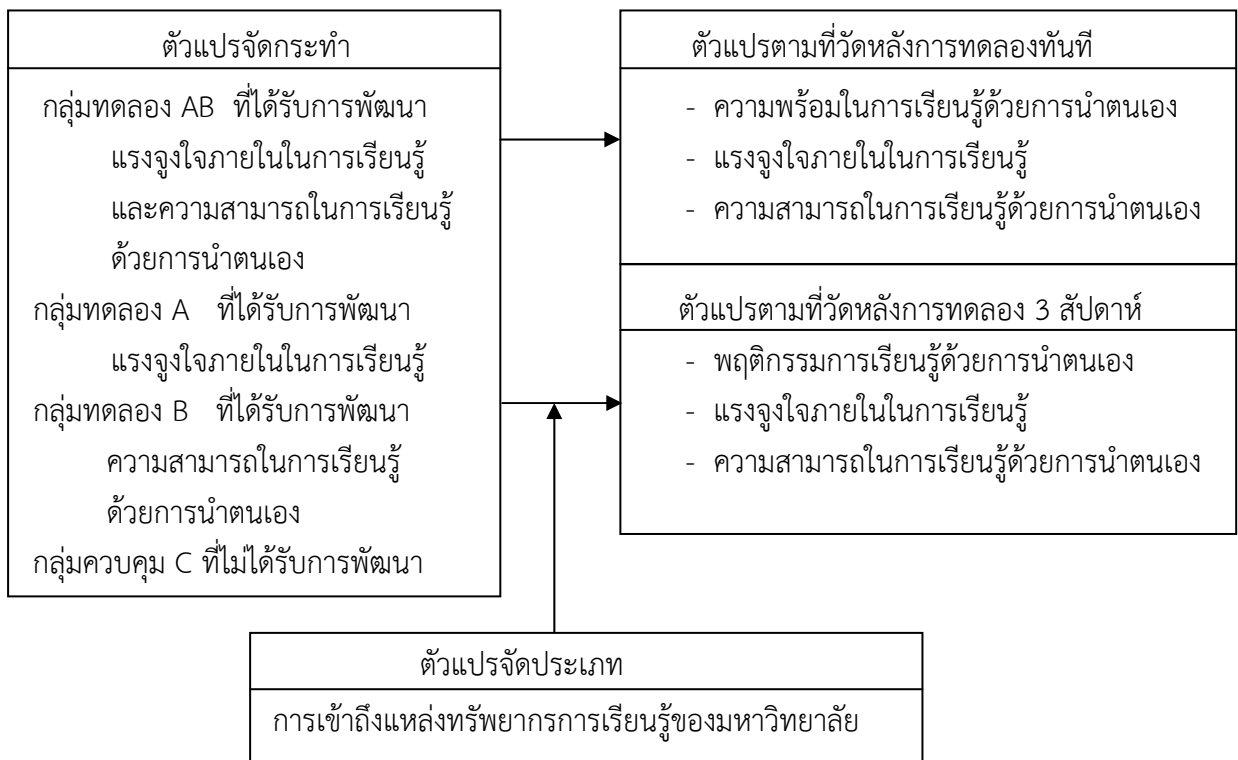 ตัวแปรจัดกระทำ
กลุ่มทดลอง AB ที่ได้รับการพัฒนา
แรงจูงใจภายในในการเรียนรู้
และความสามารถในการเรียนรู้
ด้วยการนำตนเอง
กลุ่มทดลอง A ที่ได้รับการพัฒนา
แรงจูงใจภายในในการเรียนรู้
กลุ่มทดลอง B ที่ได้รับการพัฒนา
ความสามารถในการเรียนรู้
ด้วยการนำตนเอง
กลุ่มควบคุม C ที่ไม่ได้รับการพัฒนา
ตัวแปรตามที่วัดหลังการทดลองทันที
- ความพร้อมในการเรียนรู้ด้วยการนำตนเอง
- แรงจูงใจภายในในการเรียนรู้
- ความสามารถในการเรียนรู้ด้วยการนำตนเอง
ตัวแปรตามที่วัดหลังการทดลอง 3 สัปดาห์
- พฤติกรรมการเรียนรู้ด้วยการนำตนเอง
- แรงจูงใจภายในในการเรียนรู้
- ความสามารถในการเรียนรู้ด้วยการนำตนเอง
ตัวแปรจัดประเภท
การเข้าถึงแหล่งทรัพยากรการเรียนรู้ของมหาวิทยาลัย